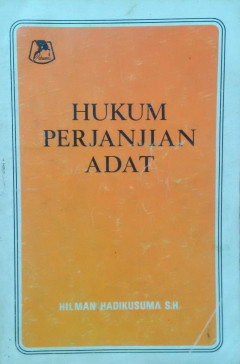 HUKUM
PERJANJIAN
ADAT
HILMAN HADIKUSUMA S.H.